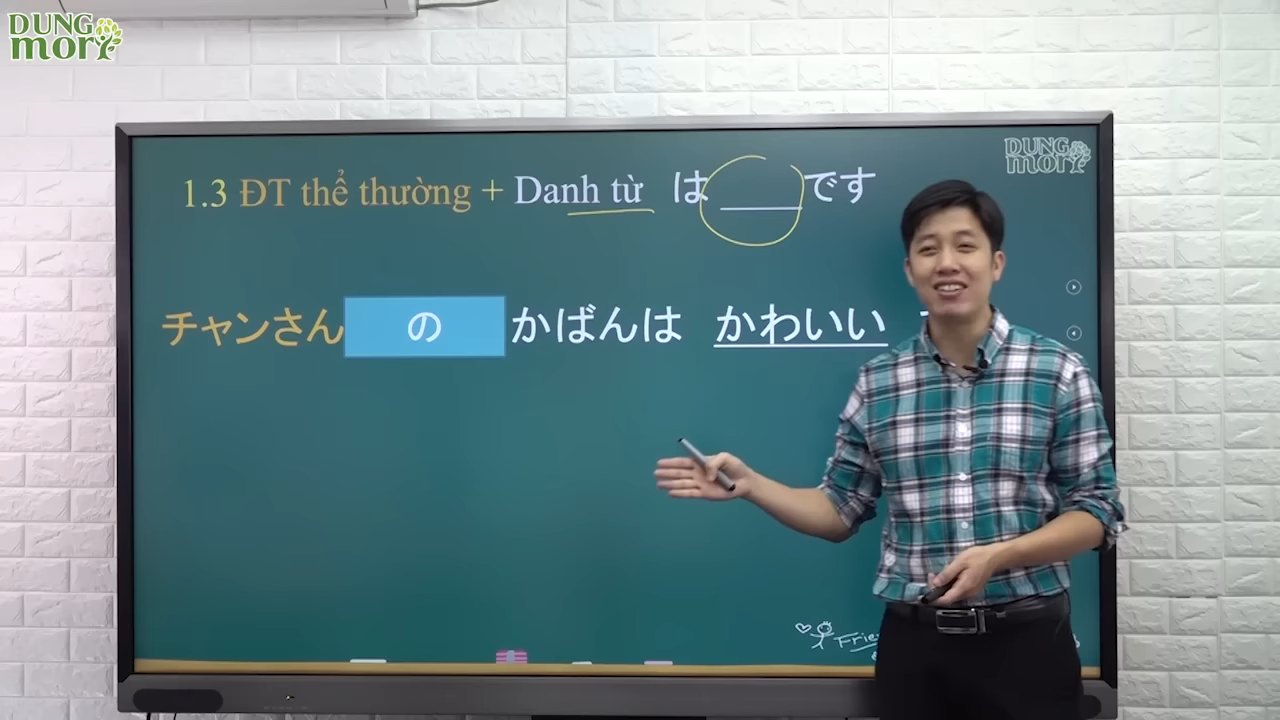 DUNG
mori
DUNG
mori
1.3 ĐT thể thường + Danh từ は ____ です
チャンさん の かばんは かわいい